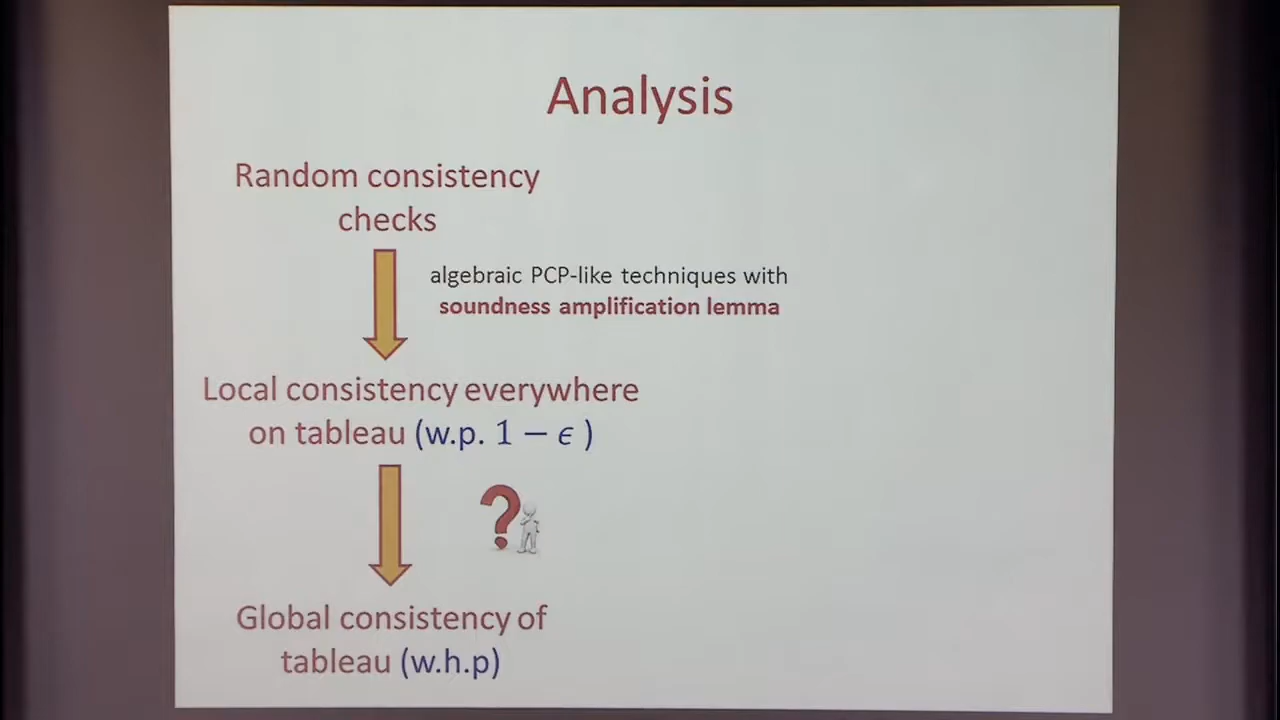 Analysis
Random consistency
checks
algebraic PCP-like techniques with
soundness amplification lemma
Local consistency everywhere
on tableau (w.p. 1 − ϵ )
?
Global consistency of
tableau (w.h.p)